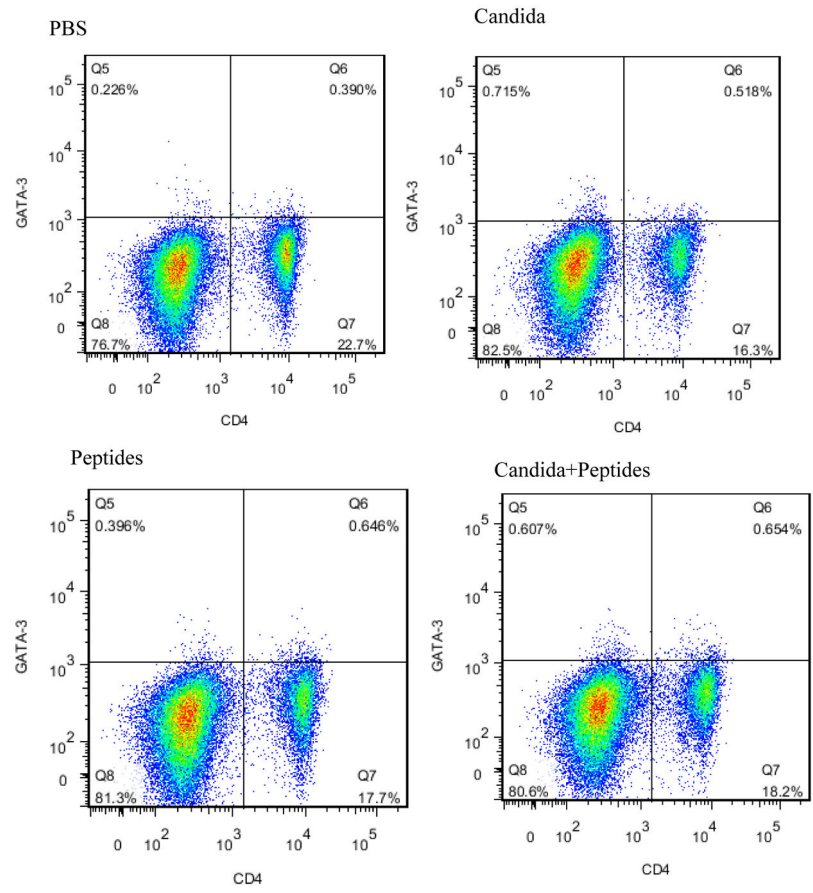 PBS
Q5
0.226%
Q6
0.390%
10^5
10^4
10^3
10^2
0
GATA-3
Q8
76.7%
Q7
22.7%
0 10^2 10^3 10^4 10^5
CD4
Candida
Q5
0.715%
Q6
0.518%
10^5
10^4
10^3
10^2
0
GATA-3
Q8
82.5%
Q7
16.3%
0 10^2 10^3 10^4 10^5
CD4
Peptides
Q5
0.396%
Q6
0.646%
10^5
10^4
10^3
10^2
0
GATA-3
Q8
81.3%
Q7
17.7%
0 10^2 10^3 10^4 10^5
CD4
Candida+Peptides
Q5
0.607%
Q6
0.654%
10^5
10^4
10^3
10^2
0
GATA-3
Q8
80.6%
Q7
18.2%
0 10^2 10^3 10^4 10^5
CD4